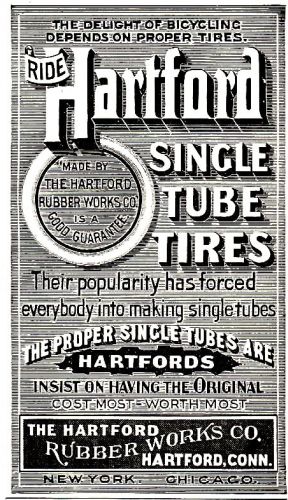 THE DELIGHT OF BICYCLING
DEPENDS ON PROPER TIRES.
RIDE
Hartford
SINGLE
TUBE
TIRES
"MADE BY
THE HARTFORD
RUBBER WORKS CO."
IS A
GOOD GUARANTEE.
Their popularity has forced
everybody into making single tubes
THE PROPER SINGLE TUBES ARE
HARTFORDS
INSIST ON HAVING THE ORIGINAL
COST MOST-WORTH MOST
THE HARTFORD
RUBBER WORKS CO.
HARTFORD, CONN.
NEW YORK. CHICAGO.